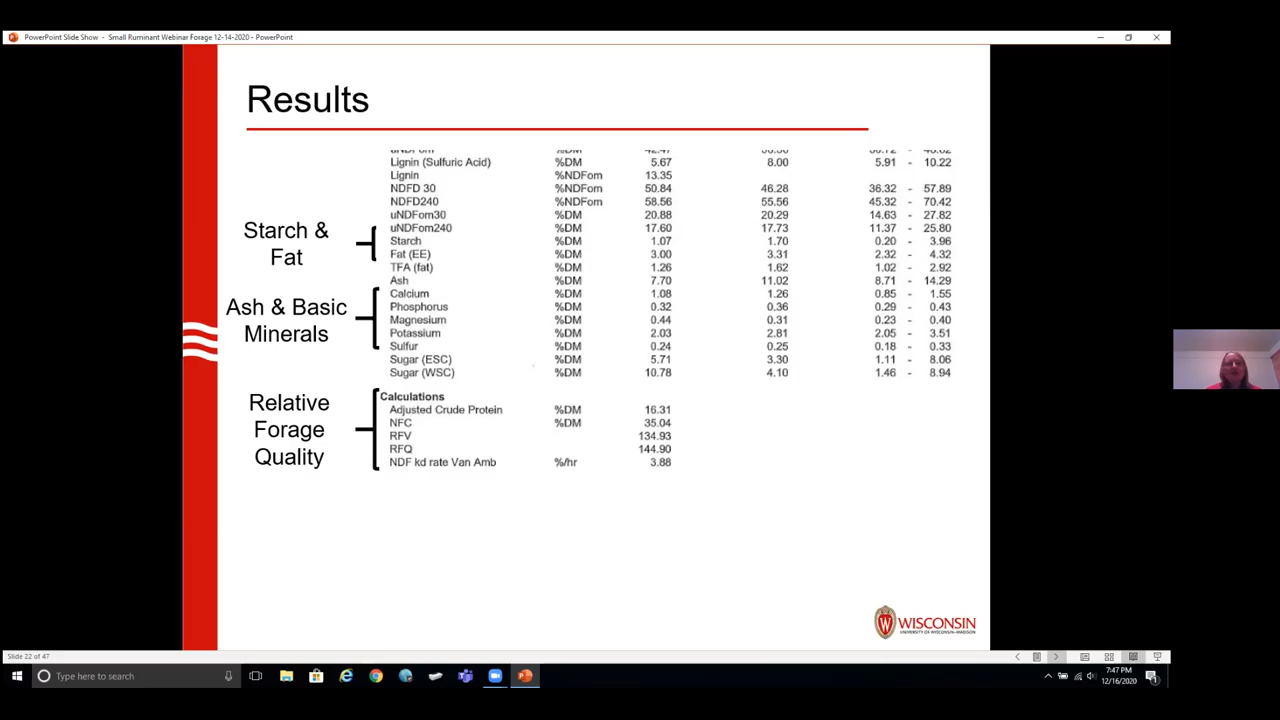 PowerPoint Slide Show - Small Ruminant Webinar Forage 12-14-2020 - PowerPoint
Results
Lignin (Sulfuric Acid) %DM 5.67 8.00 5.91 - 10.22
Lignin %NDFom 13.35
NDFD 30 %NDFom 50.84 46.28 36.32 - 57.89
NDFD240 %NDFom 58.56 55.56 45.32 - 70.42
uNDFom30 %DM 20.88 20.29 14.63 - 27.82
uNDFom240 %DM 17.60 17.73 11.37 - 25.80
Starch & Fat
Starch %DM 1.07 1.70 0.20 - 3.96
Fat (EE) %DM 3.00 3.31 2.32 - 4.32
TFA (fat) %DM 1.26 1.62 1.02 - 2.92
Ash %DM 7.70 11.02 8.71 - 14.29
Ash & Basic
Minerals
Calcium %DM 1.08 1.26 0.85 - 1.55
Phosphorus %DM 0.32 0.36 0.29 - 0.43
Magnesium %DM 0.44 0.31 0.23 - 0.40
Potassium %DM 2.03 2.81 2.05 - 3.51
Sulfur %DM 0.24 0.25 0.18 - 0.33
Sugar (ESC) %DM 5.71 3.30 1.11 - 8.06
Sugar (WSC) %DM 10.78 4.10 1.46 - 8.94
Relative
Forage
Quality
Calculations
Adjusted Crude Protein %DM 16.31
NFC %DM 35.04
RFV 134.93
RFQ 144.90
NDF kd rate Van Amb %/hr 3.88
W WISCONSIN
UNIVERSITY OF WISCONSIN-MADISON
Slide 22 of 47
Type here to search
7:47 PM
12/16/2020